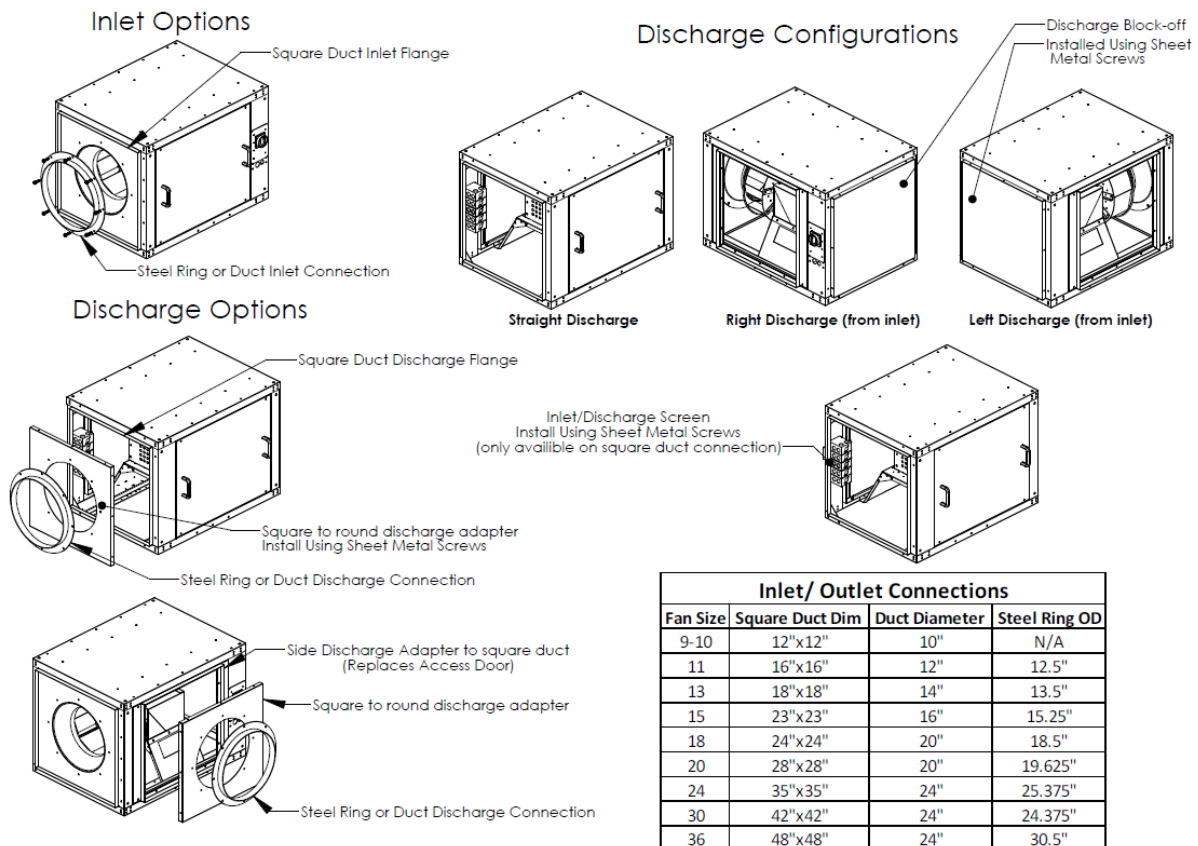 Inlet Options
Square Duct Inlet Flange
Steel Ring or Duct Inlet Connection
Discharge Configurations
Discharge Block-off
Installed Using Sheet
Metal Screws
Straight Discharge
Right Discharge (from inlet)
Left Discharge (from inlet)
Discharge Options
Square Duct Discharge Flange
Square to round discharge adapter
Install Using Sheet Metal Screws
Steel Ring or Duct Discharge Connection
Inlet/Discharge Screen
Install Using Sheet Metal Screws
(only availible on square duct connection)
Side Discharge Adapter to square duct
(Replaces Access Door)
Square to round discharge adapter
Steel Ring or Duct Discharge Connection
Inlet/ Outlet Connections
Fan Size Square Duct Dim Duct Diameter Steel Ring OD
9-10 12"x12" 10" N/A
11 16"x16" 12" 12.5"
13 18"x18" 14" 13.5"
15 23"x23" 16" 15.25"
18 24"x24" 20" 18.5"
20 28"x28" 20" 19.625"
24 35"x35" 24" 25.375"
30 42"x42" 24" 24.375"
36 48"x48" 24" 30.5"